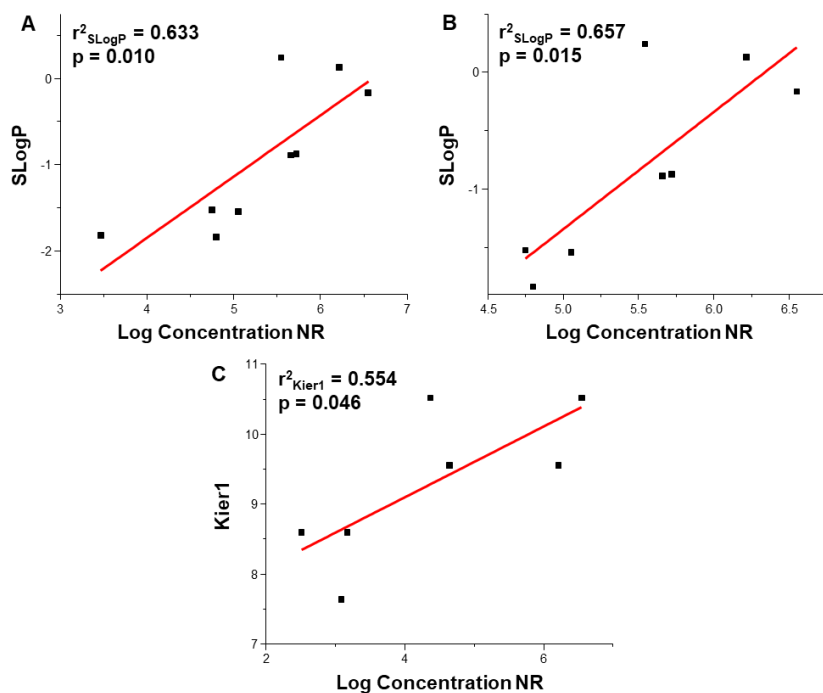 A
r²SLogP = 0.633
p = 0.010
0
-1
-2
SLogP
3
4
5
6
7
Log Concentration NR
B
r²SLogP = 0.657
p = 0.015
0
-1
SLogP
4.5
5.0
5.5
6.0
6.5
Log Concentration NR
C
r²Kier1 = 0.554
p = 0.046
11
10
9
8
7
Kier1
2
4
6
Log Concentration NR